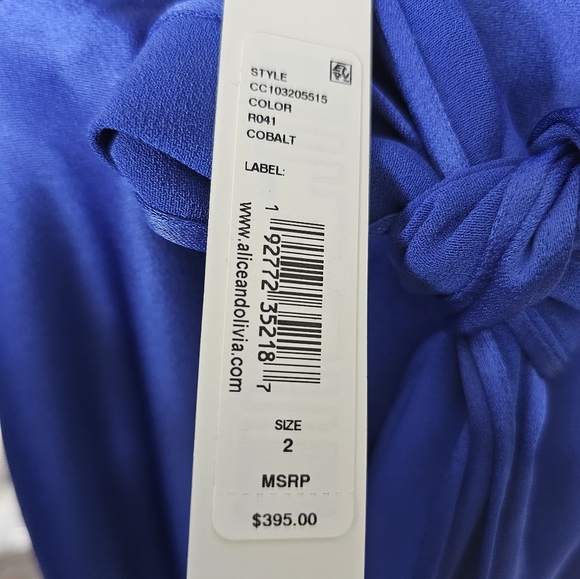 STYLE
CC103205515
COLOR
R041
COBALT
LABEL:
1 92772 35218 7
www.aliceandolivia.com
SIZE
2
MSRP
$395.00